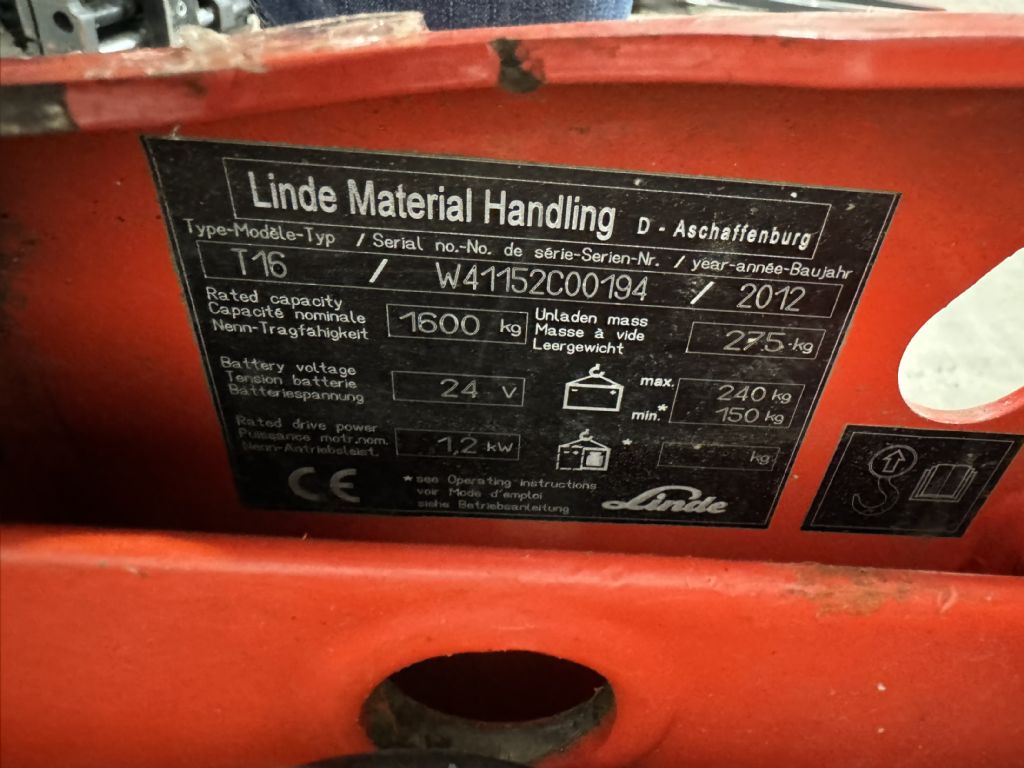 Linde Material Handling D - Aschaffenburg
Type-Modèle-Typ / Serial no.-No. de série-Serien-Nr. / year-année-Baujahr
T16 / W41152C00194 / 2012
Rated capacity
Capacité nominale
Nenn-Tragfähigkeit
1600 kg
Unladen mass
Masse à vide
Leergewicht
275 kg
Battery voltage
Tension batterie
Batteriespannung
24 V
max. 240 kg
min.* 150 kg
Rated drive power
Puissance motr.nom.
Nenn-Antriebsleist.
1,2 kW
* kg
CE
*see Operating instructions
voir Mode d'emploi
siehe Betriebsanleitung
Linde